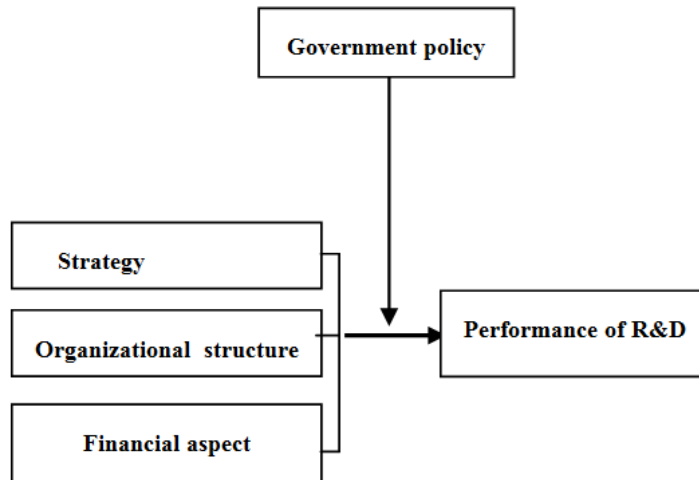 Government policy
Strategy
Organizational structure
Performance of R&D
Financial aspect